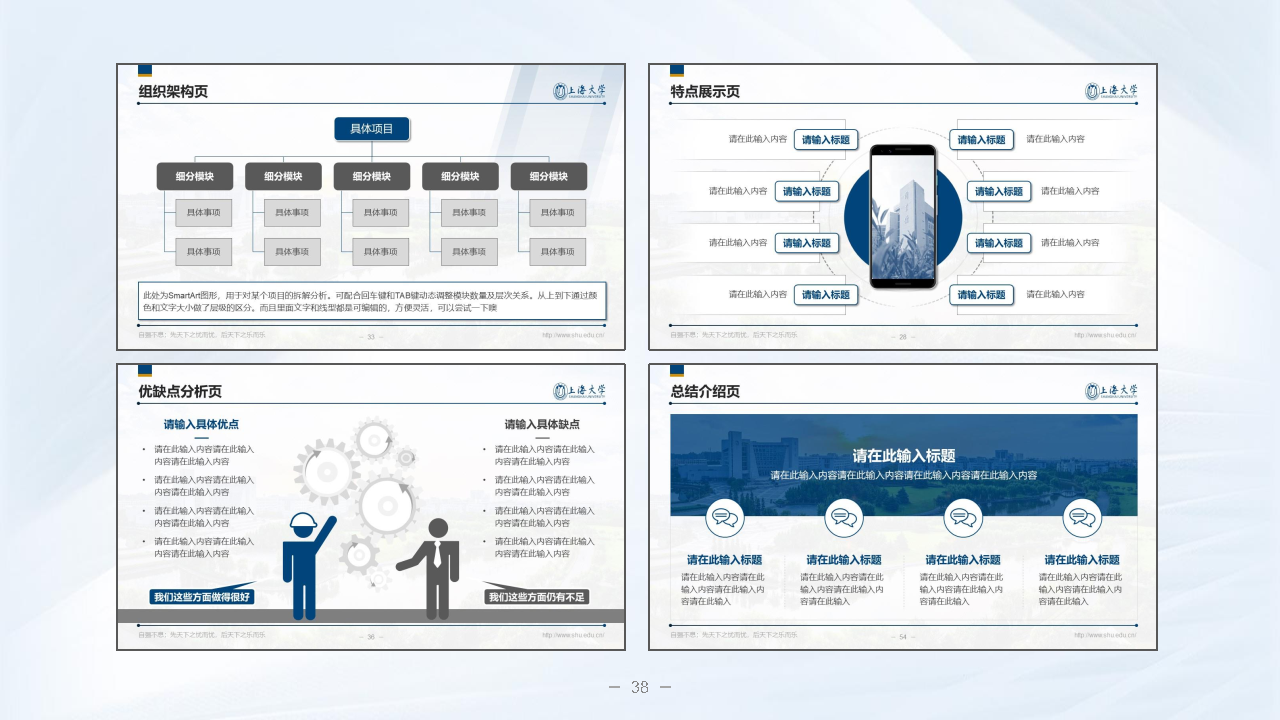 组织架构页
上海大学
具体项目
细分模块 细分模块 细分模块 细分模块 细分模块
具体事项 具体事项 具体事项 具体事项 具体事项
具体事项 具体事项 具体事项 具体事项 具体事项
此处为SmartArt图形，用于对某个项目的拆解分析。可配合回车键和TAB键动态调整模块数量及层次关系。从上到下通过颜
色和文字大小做了层级的区分。而且里面文字和线型都是可编辑的，方便灵活，可以尝试一下噢
自强不息：先天下之忧而忧，后天下之乐而乐
— 33 —
http://www.shu.edu.cn/
特点展示页
上海大学
请在此输入内容 请输入标题 请输入标题 请在此输入内容
请在此输入内容 请输入标题 请输入标题 请在此输入内容
请在此输入内容 请输入标题 请输入标题 请在此输入内容
请在此输入内容 请输入标题 请输入标题 请在此输入内容
自强不息：先天下之忧而忧，后天下之乐而乐
— 28 —
http://www.shu.edu.cn/
优缺点分析页
上海大学
请输入具体优点
• 请在此输入内容请在此输入
内容请在此输入内容
• 请在此输入内容请在此输入
内容请在此输入内容
• 请在此输入内容请在此输入
内容请在此输入内容
• 请在此输入内容请在此输入
内容请在此输入内容
我们这些方面做得很好
请输入具体缺点
• 请在此输入内容请在此输入
内容请在此输入内容
• 请在此输入内容请在此输入
内容请在此输入内容
• 请在此输入内容请在此输入
内容请在此输入内容
• 请在此输入内容请在此输入
内容请在此输入内容
我们这些方面仍有不足
自强不息：先天下之忧而忧，后天下之乐而乐
— 36 —
http://www.shu.edu.cn/
总结介绍页
上海大学
请在此输入标题
请在此输入内容请在此输入内容请在此输入内容请在此输入内容
请在此输入标题 请在此输入标题 请在此输入标题 请在此输入标题
请在此输入内容请在此 请在此输入内容请在此 请在此输入内容请在此 请在此输入内容请在此
输入内容请在此输入内 输入内容请在此输入内 输入内容请在此输入内 输入内容请在此输入内
容请在此输入 容请在此输入 容请在此输入 容请在此输入
自强不息：先天下之忧而忧，后天下之乐而乐
— 54 —
http://www.shu.edu.cn/
— 38 —